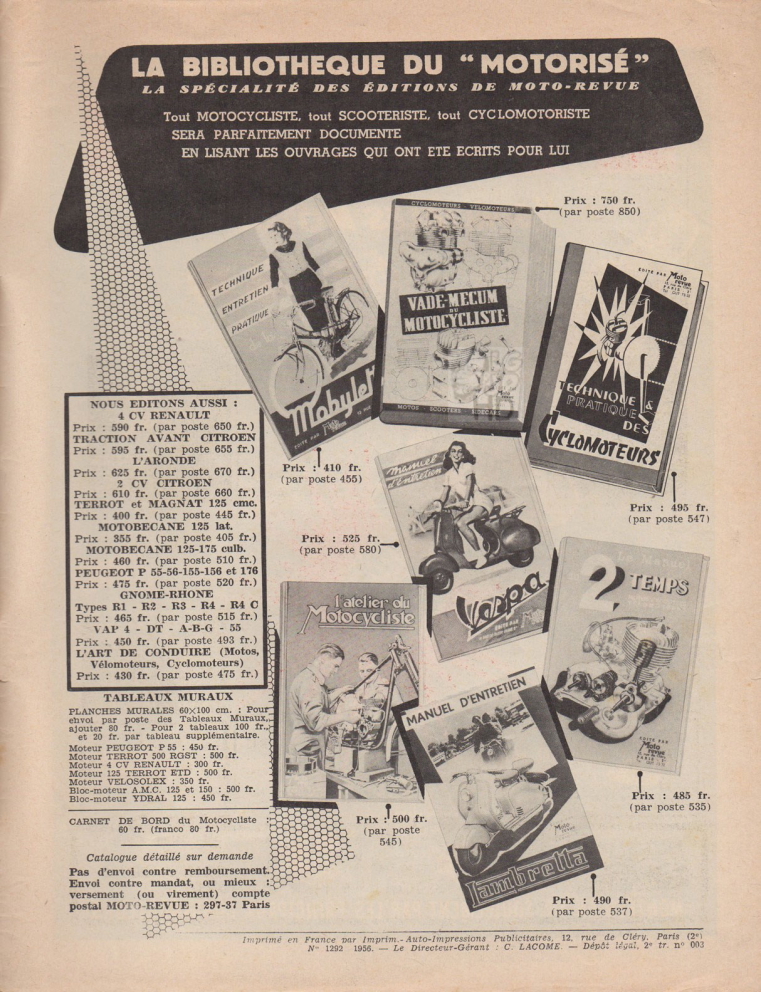 LA BIBLIOTHEQUE DU “ MOTORISÉ ”
LA SPÉCIALITÉ DES ÉDITIONS DE MOTO-REVUE
Tout MOTOCYCLISTE, tout SCOOTERISTE, tout CYCLOMOTORISTE
SERA PARFAITEMENT DOCUMENTE
EN LISANT LES OUVRAGES QUI ONT ETE ECRITS POUR LUI
TECHNIQUE
ENTRETIEN
PRATIQUE
Mobylet
EDITE PAR
Prix : 410 fr.
(par poste 455)
CYCLOMOTEURS - VELOMOTEURS
VADE-MECUM
DU
MOTOCYCLISTE
MOTOS - SCOOTERS - SIDECARS
Prix : 750 fr.
(par poste 850)
EDITE PAR Moto
revue
PARIS
TECHNIQUE &
PRATIQUE
DES
CYCLOMOTEURS
Prix : 495 fr.
(par poste 547)
manuel
d'entretien
Vespa
Prix : 525 fr.
(par poste 580)
2 TEMPS
EDITE PAR
Moto
revue
PARIS
Prix : 485 fr.
(par poste 535)
l'atelier du
Motocycliste
Prix : 500 fr.
(par poste
545)
MANUEL D'ENTRETIEN
Moto
revue
Lambretta
Prix : 490 fr.
(par poste 537)
NOUS EDITONS AUSSI :
4 CV RENAULT
Prix : 590 fr. (par poste 650 fr.)
TRACTION AVANT CITROEN
Prix : 595 fr. (par poste 655 fr.)
L'ARONDE
Prix : 625 fr. (par poste 670 fr.)
2 CV CITROEN
Prix : 610 fr. (par poste 660 fr.)
TERROT et MAGNAT 125 cmc.
Prix : 400 fr. (par poste 445 fr.)
MOTOBECANE 125 lat.
Prix : 355 fr. (par poste 405 fr.)
MOTOBECANE 125-175 culb.
Prix : 460 fr. (par poste 510 fr.)
PEUGEOT P 55-56-155-156 et 176
Prix : 475 fr. (par poste 520 fr.)
GNOME-RHONE
Types R1 - R2 - R3 - R4 - R4 C
Prix : 465 fr. (par poste 515 fr.)
VAP 4 - DT - A-B-G - 55
Prix : 450 fr. (par poste 493 fr.)
L'ART DE CONDUIRE (Motos,
Vélomoteurs, Cyclomoteurs)
Prix : 430 fr. (par poste 475 fr.)
TABLEAUX MURAUX
PLANCHES MURALES 60×100 cm. : Pour
envoi par poste des Tableaux Muraux,
ajouter 80 fr. - Pour 2 tableaux 100 fr.,
et 20 fr. par tableau supplémentaire.
Moteur PEUGEOT P 55 : 450 fr.
Moteur TERROT 500 RGST : 500 fr.
Moteur 4 CV RENAULT : 300 fr.
Moteur 125 TERROT ETD : 500 fr.
Moteur VELOSOLEX : 350 fr.
Bloc-moteur A.M.C. 125 et 150 : 500 fr.
Bloc-moteur YDRAL 125 : 450 fr.
CARNET DE BORD du Motocycliste :
60 fr. (franco 80 fr.)
Catalogue détaillé sur demande
Pas d'envoi contre remboursement.
Envoi contre mandat, ou mieux :
versement (ou virement) compte
postal MOTO-REVUE : 297-37 Paris
Imprimé en France par Imprim.-Auto-Impressions Publicitaires, 12, rue de Cléry, Paris (2e)
N° 1292 1956. — Le Directeur-Gérant : C. LACOME. — Dépôt légal, 2e tr. n° 003